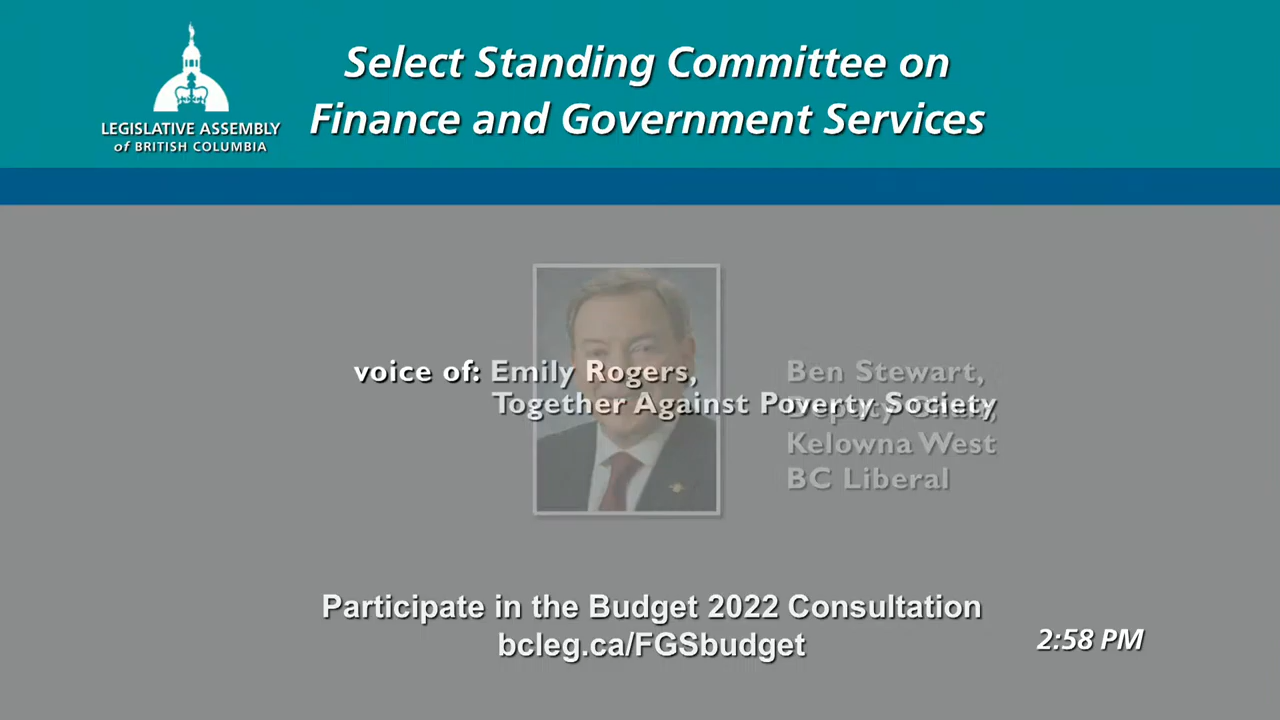 Select Standing Committee on
Finance and Government Services
LEGISLATIVE ASSEMBLY
of BRITISH COLUMBIA
voice of: Emily Rogers,
Together Against Poverty Society
Ben Stewart,
Deputy Chair,
Kelowna West
BC Liberal
Participate in the Budget 2022 Consultation
bcleg.ca/FGSbudget
2:58 PM